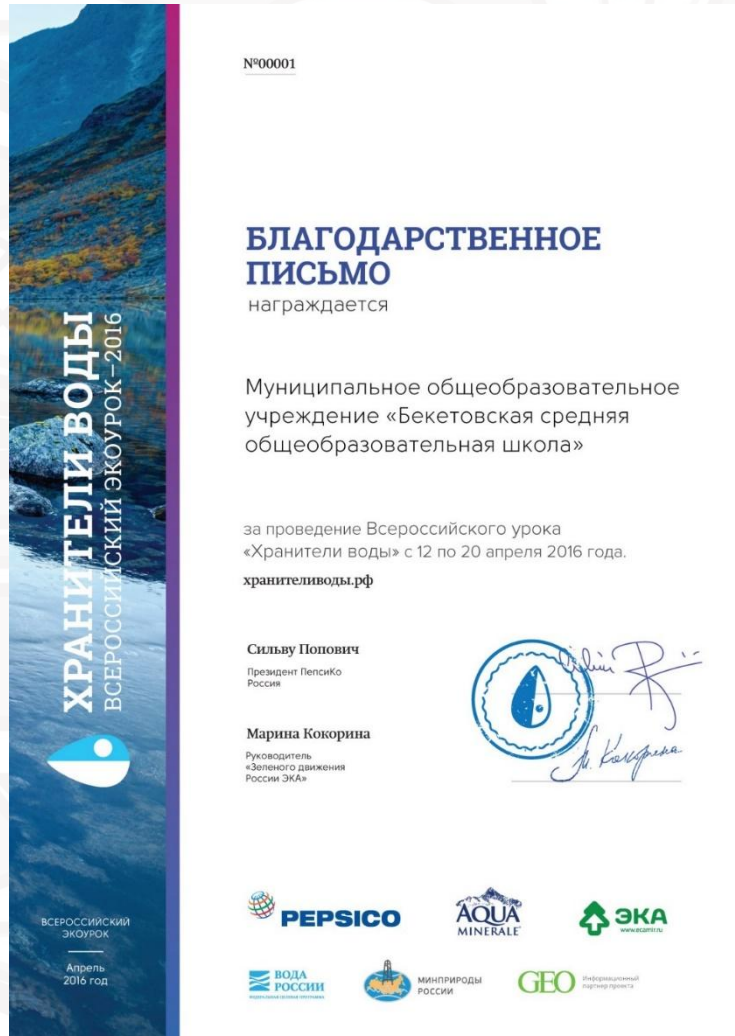 №00001
БЛАГОДАРСТВЕННОЕ
ПИСЬМО
награждается
Муниципальное общеобразовательное
учреждение «Бекетовская средняя
общеобразовательная школа»
за проведение Всероссийского урока
«Хранители воды» с 12 по 20 апреля 2016 года.
хранителиводы.рф
Сильву Попович
Президент ПепсиКо
Россия
Марина Кокорина
Руководитель
«Зеленого движения
России ЭКА»
М. Кокорина
ХРАНИТЕЛИ ВОДЫ
ВСЕРОССИЙСКИЙ ЭКОУРОК–2016
ВСЕРОССИЙСКИЙ
ЭКОУРОК
Апрель
2016 год
PEPSICO
AQUA
MINERALE
ЭКА
www.ecamir.ru
ВОДА
РОССИИ
МИНПРИРОДЫ
РОССИИ
GEO
Информационный
партнер проекта